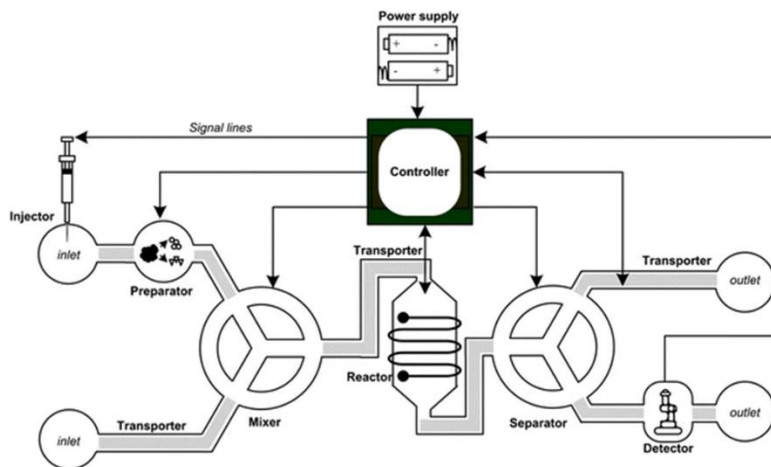 Power supply
+ -
- +
Signal lines
Controller
Injector
inlet
Preparator
Transporter
Transporter
outlet
Reactor
Mixer
Separator
Transporter
inlet
outlet
Detector